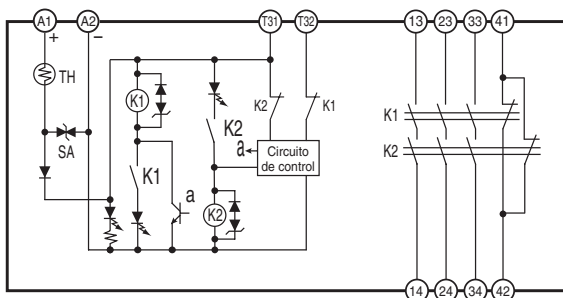 A1 A2 T31 T32 13 23 33 41
+ −
TH
K1
K2 K1
K1
K2
SA
a
Circuito
de control
K2
K1
a
K2
14 24 34 42